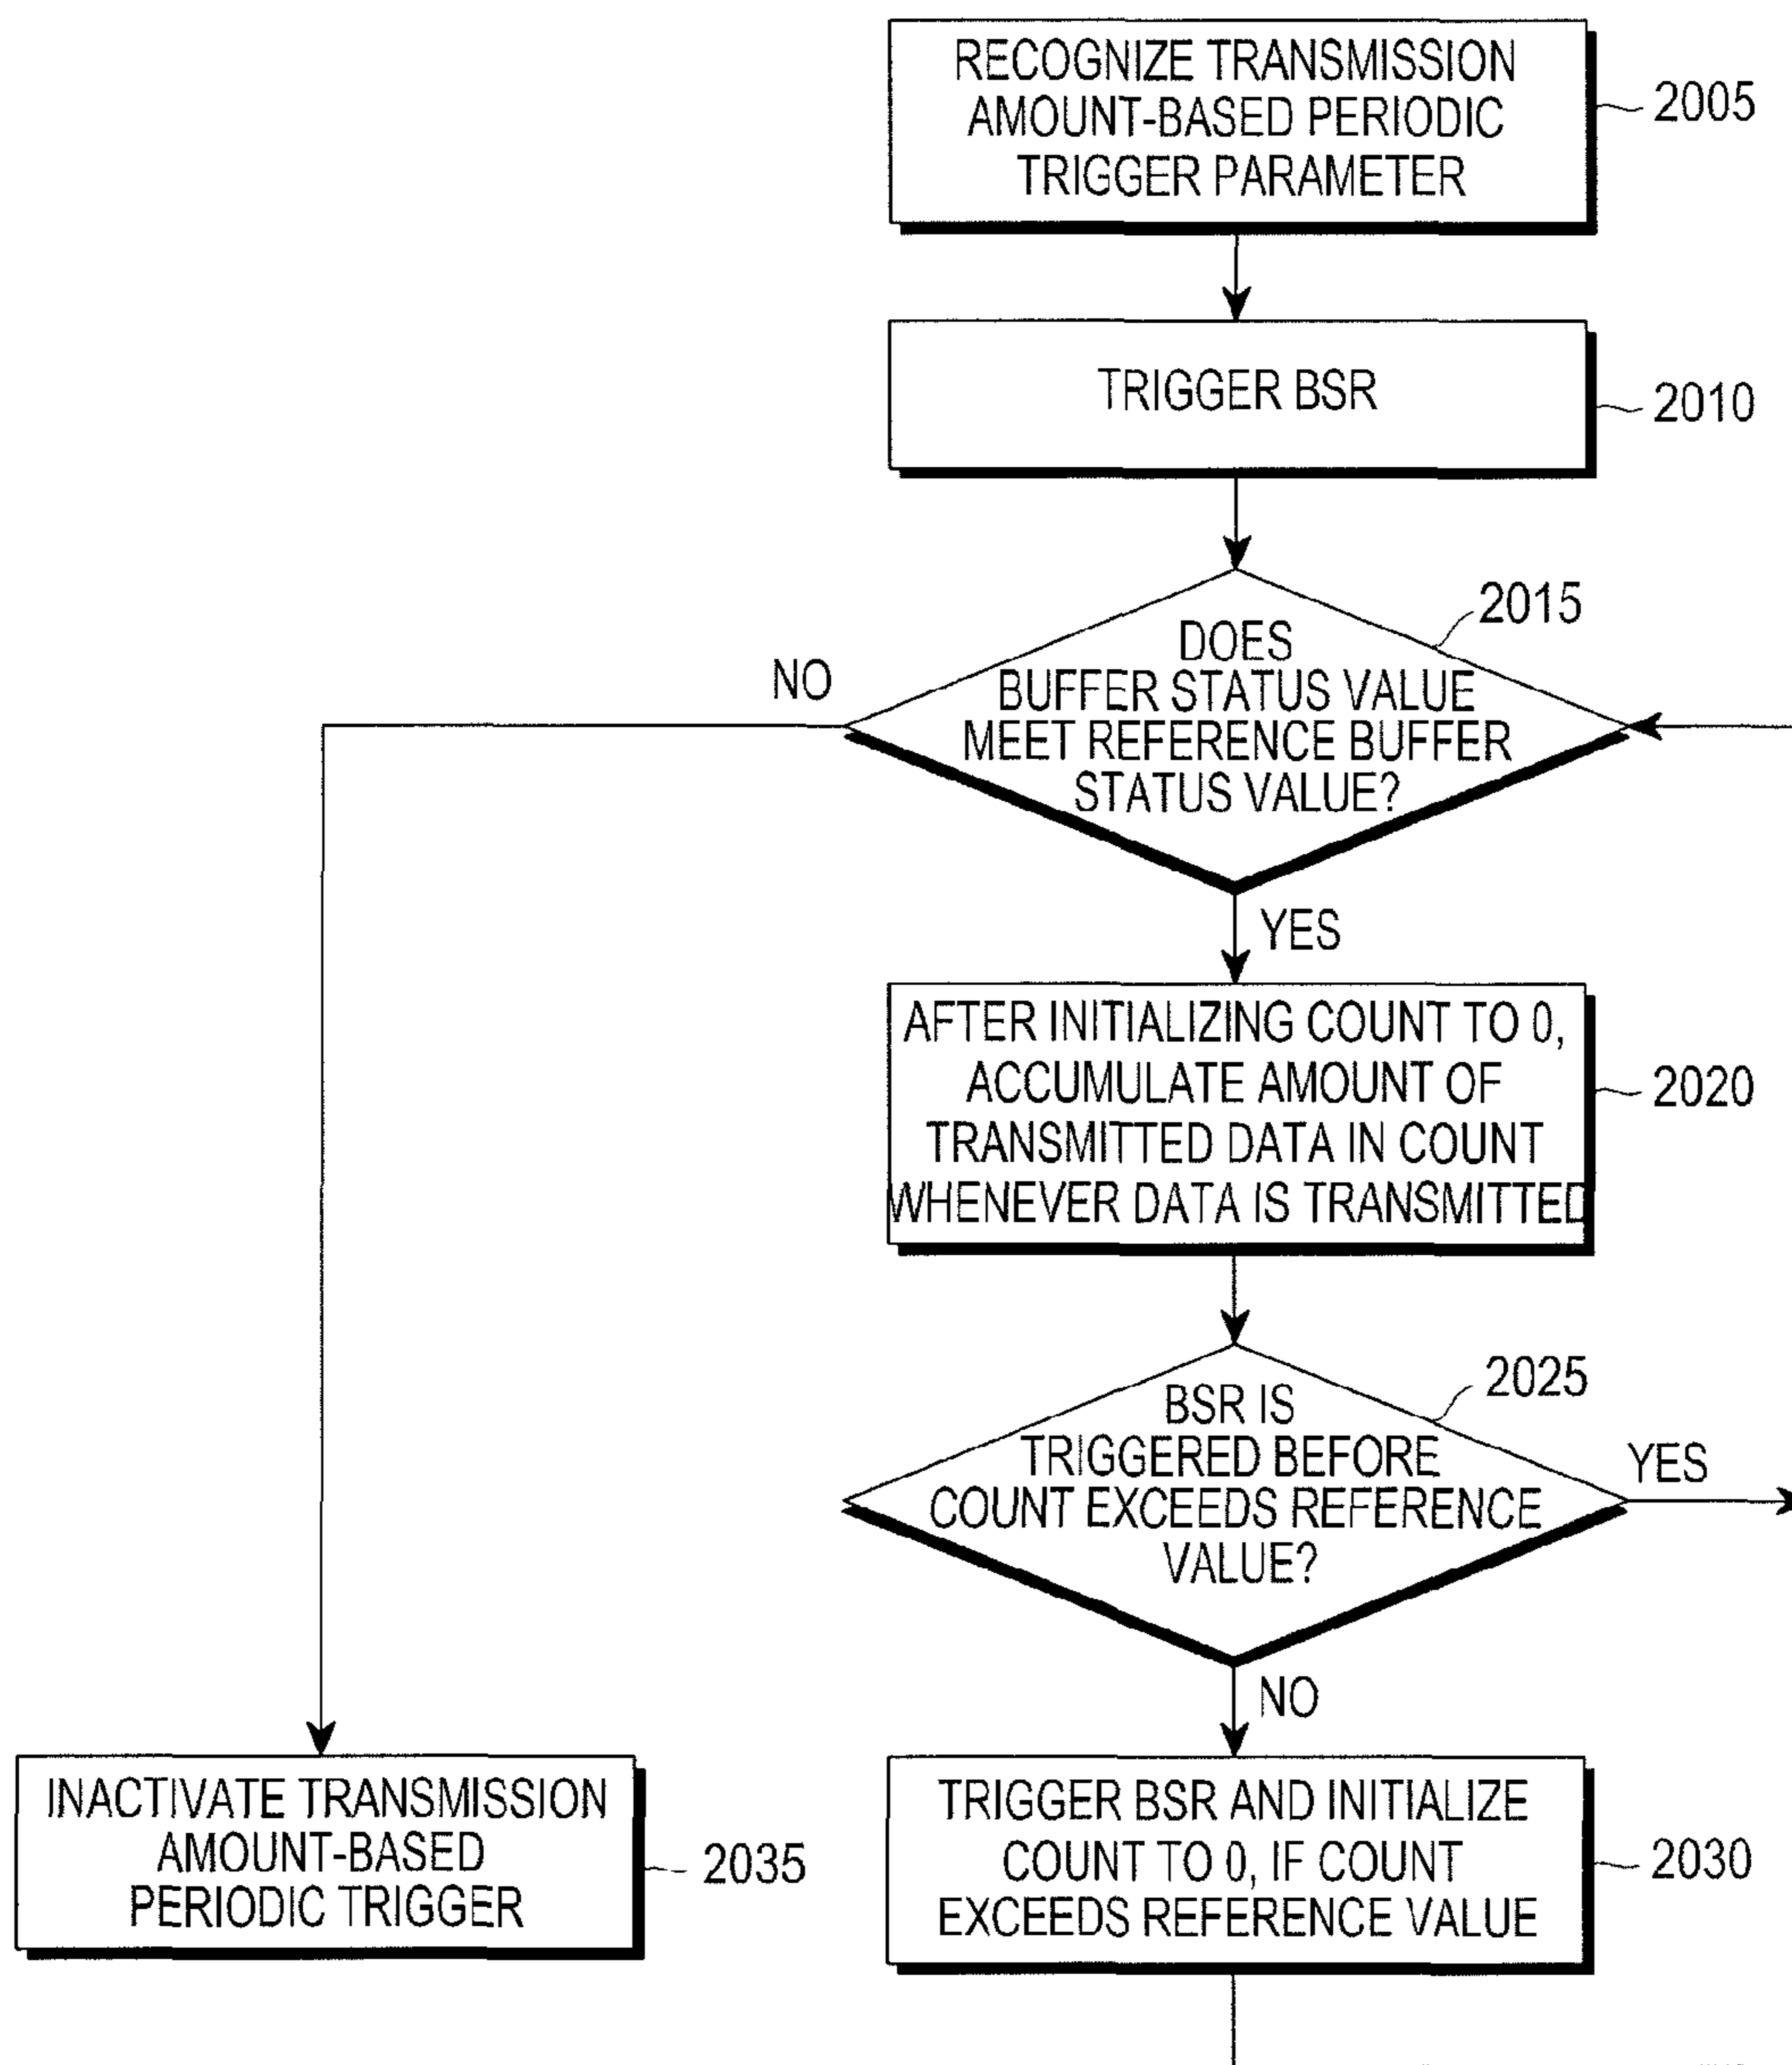 RECOGNIZE TRANSMISSION
AMOUNT-BASED PERIODIC
TRIGGER PARAMETER
2005
TRIGGER BSR
2010
2015
DOES
BUFFER STATUS VALUE
MEET REFERENCE BUFFER
STATUS VALUE?
NO
YES
AFTER INITIALIZING COUNT TO 0,
ACCUMULATE AMOUNT OF
TRANSMITTED DATA IN COUNT
WHENEVER DATA IS TRANSMITTED
2020
2025
BSR IS
TRIGGERED BEFORE
COUNT EXCEEDS REFERENCE
VALUE?
YES
NO
INACTIVATE TRANSMISSION
AMOUNT-BASED
PERIODIC TRIGGER
2035
TRIGGER BSR AND INITIALIZE
COUNT TO 0, IF COUNT
EXCEEDS REFERENCE VALUE
2030